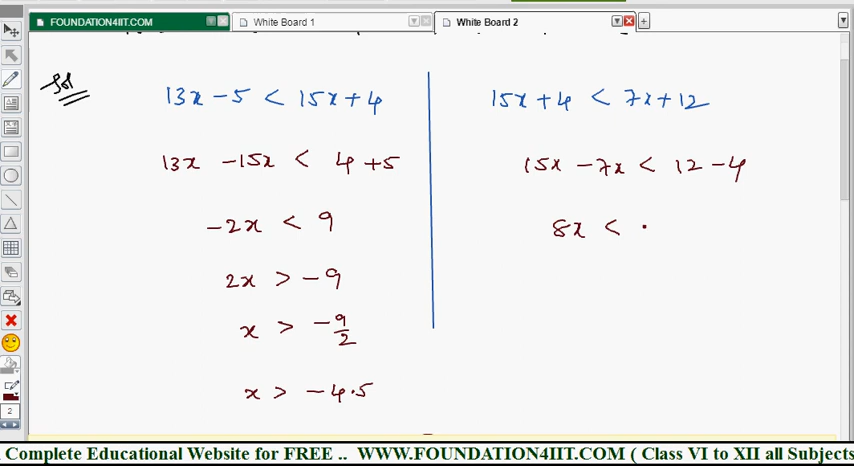 FOUNDATION4IIT.COM
White Board 1
White Board 2
Sol
13x - 5 < 15x + 4
13x - 15x < 4 + 5
-2x < 9
2x > -9
x > -9/2
x > -4.5
15x + 4 < 7x + 12
15x - 7x < 12 - 4
8x <
2
Complete Educational Website for FREE .. WWW.FOUNDATION4IIT.COM ( Class VI to XII all Subjects